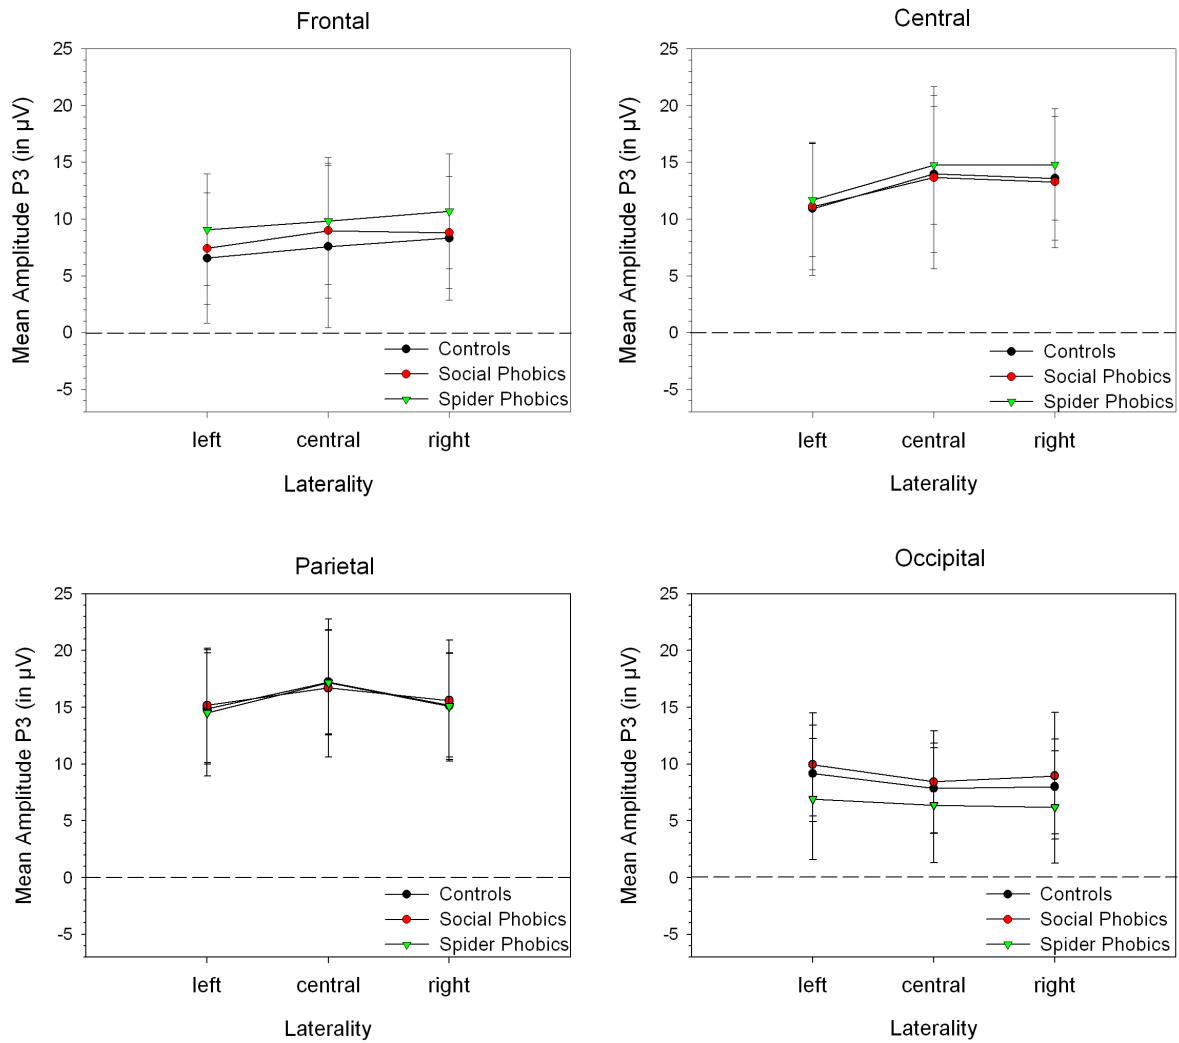 Frontal
Mean Amplitude P3 (in µV)
25
20
15
10
5
0
-5
Controls
Social Phobics
Spider Phobics
left central right
Laterality
Central
Mean Amplitude P3 (in µV)
25
20
15
10
5
0
-5
Controls
Social Phobics
Spider Phobics
left central right
Laterality
Parietal
Mean Amplitude P3 (in µV)
25
20
15
10
5
0
-5
Controls
Social Phobics
Spider Phobics
left central right
Laterality
Occipital
Mean Amplitude P3 (in µV)
25
20
15
10
5
0
-5
Controls
Social Phobics
Spider Phobics
left central right
Laterality